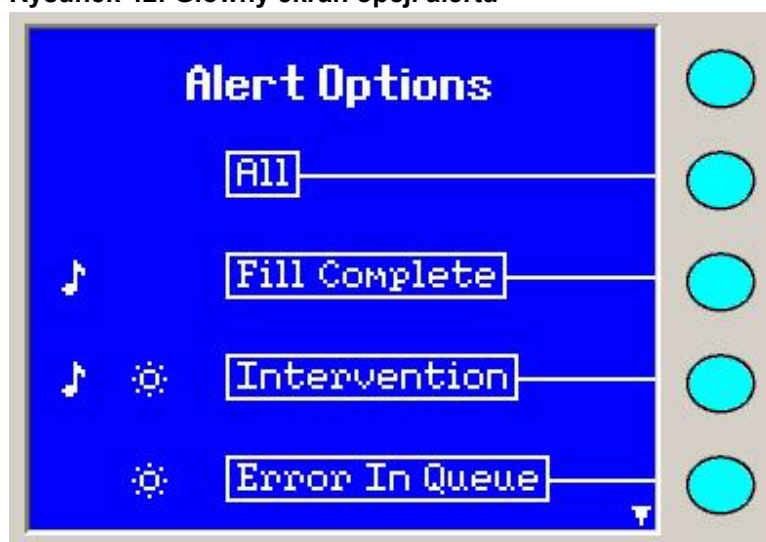 Alert Options
All
Fill Complete
Intervention
Error In Queue